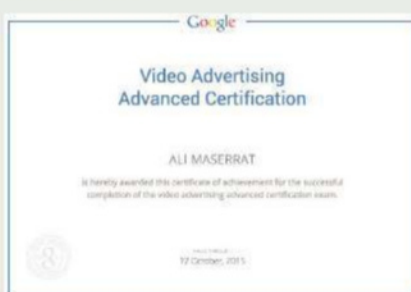 Google
Video Advertising
Advanced Certification
ALI MASERRAT
is hereby awarded this certificate of achievement for the successful
completion of the video advertising advanced certification exam.
October, 2015